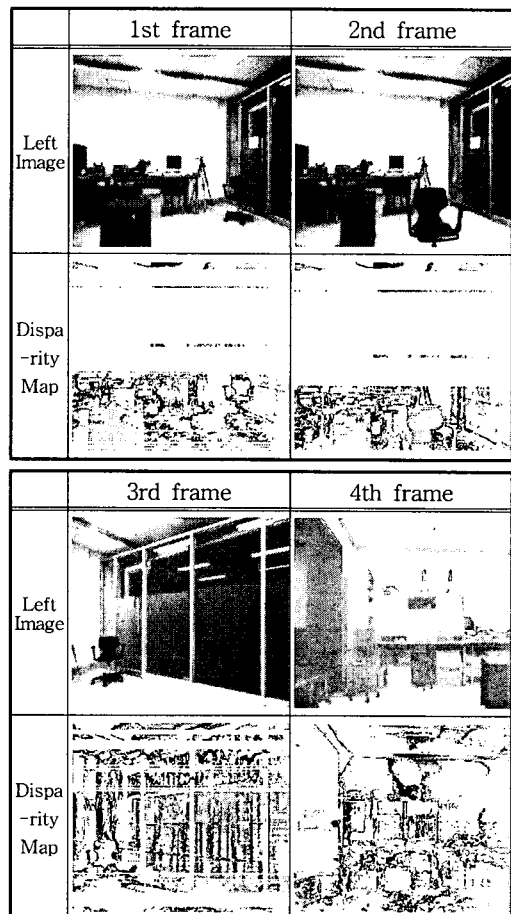 1st frame
2nd frame
Left
Image
Dispa
-rity
Map
3rd frame
4th frame
Left
Image
Dispa
-rity
Map